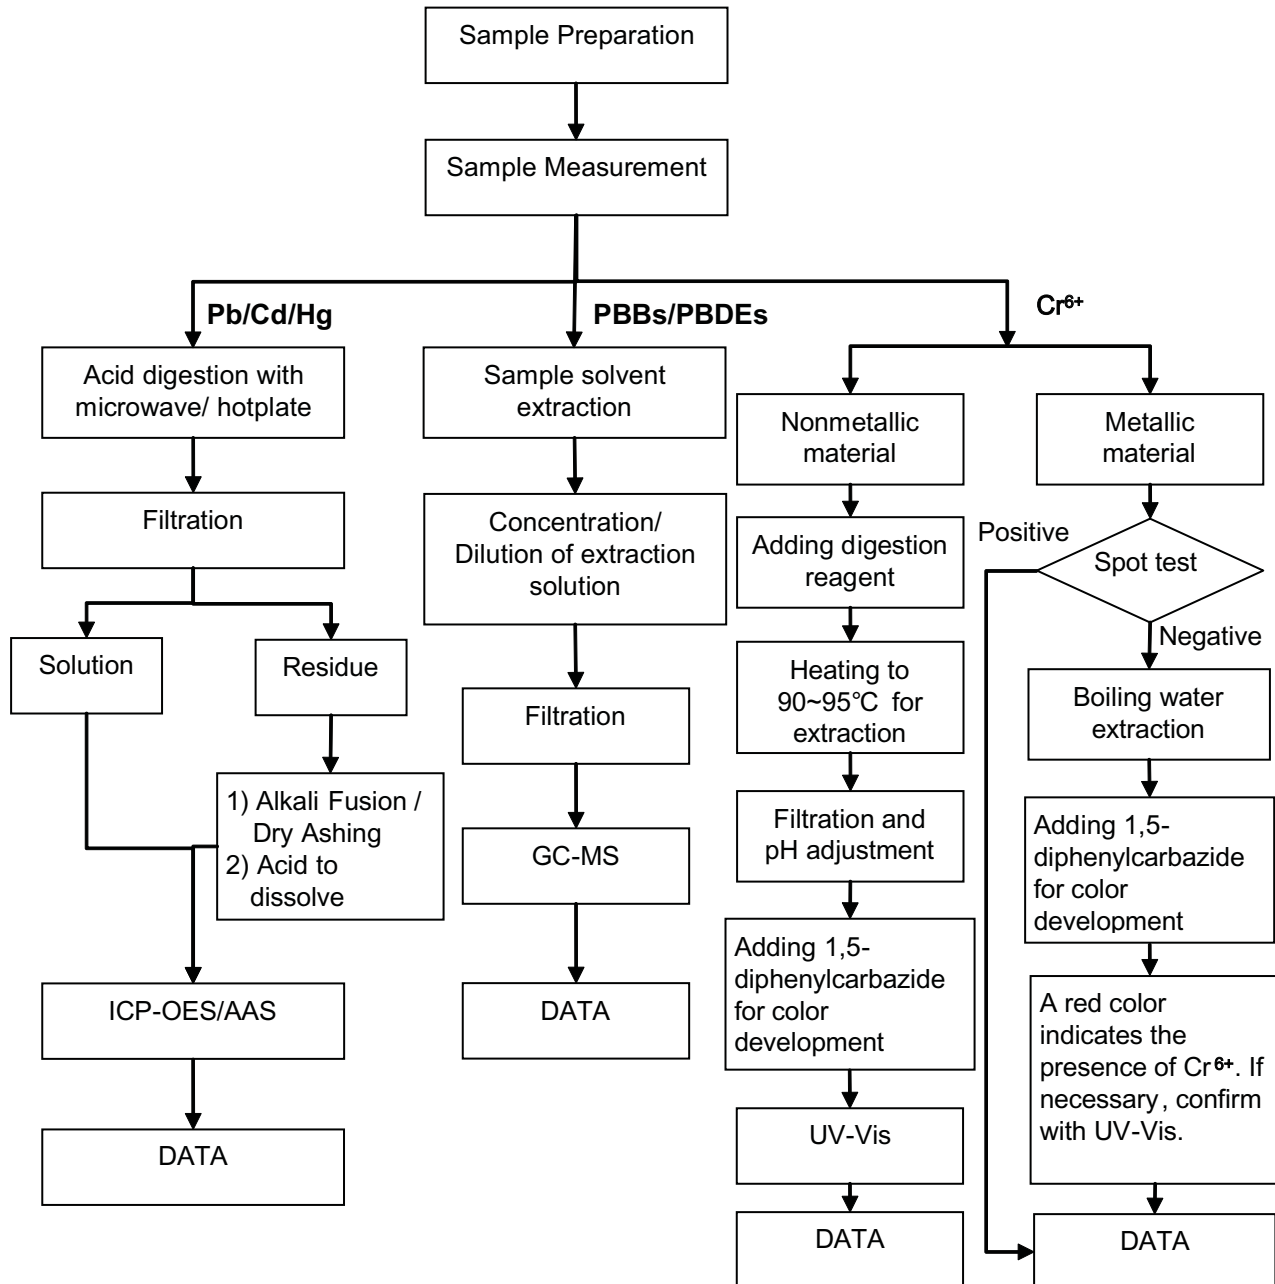 Sample Preparation
Sample Measurement
Pb/Cd/Hg
PBBs/PBDEs
Cr⁶⁺
Acid digestion with
microwave/ hotplate
Filtration
Solution
Residue
1) Alkali Fusion /
Dry Ashing
2) Acid to
dissolve
ICP-OES/AAS
DATA
Sample solvent
extraction
Concentration/
Dilution of extraction
solution
Filtration
GC-MS
DATA
Nonmetallic
material
Adding digestion
reagent
Heating to
90~95℃ for
extraction
Filtration and
pH adjustment
Adding 1,5-
diphenylcarbazide
for color
development
UV-Vis
DATA
Metallic
material
Positive
Spot test
Negative
Boiling water
extraction
Adding 1,5-
diphenylcarbazide
for color
development
A red color
indicates the
presence of Cr⁶⁺. If
necessary, confirm
with UV-Vis.
DATA